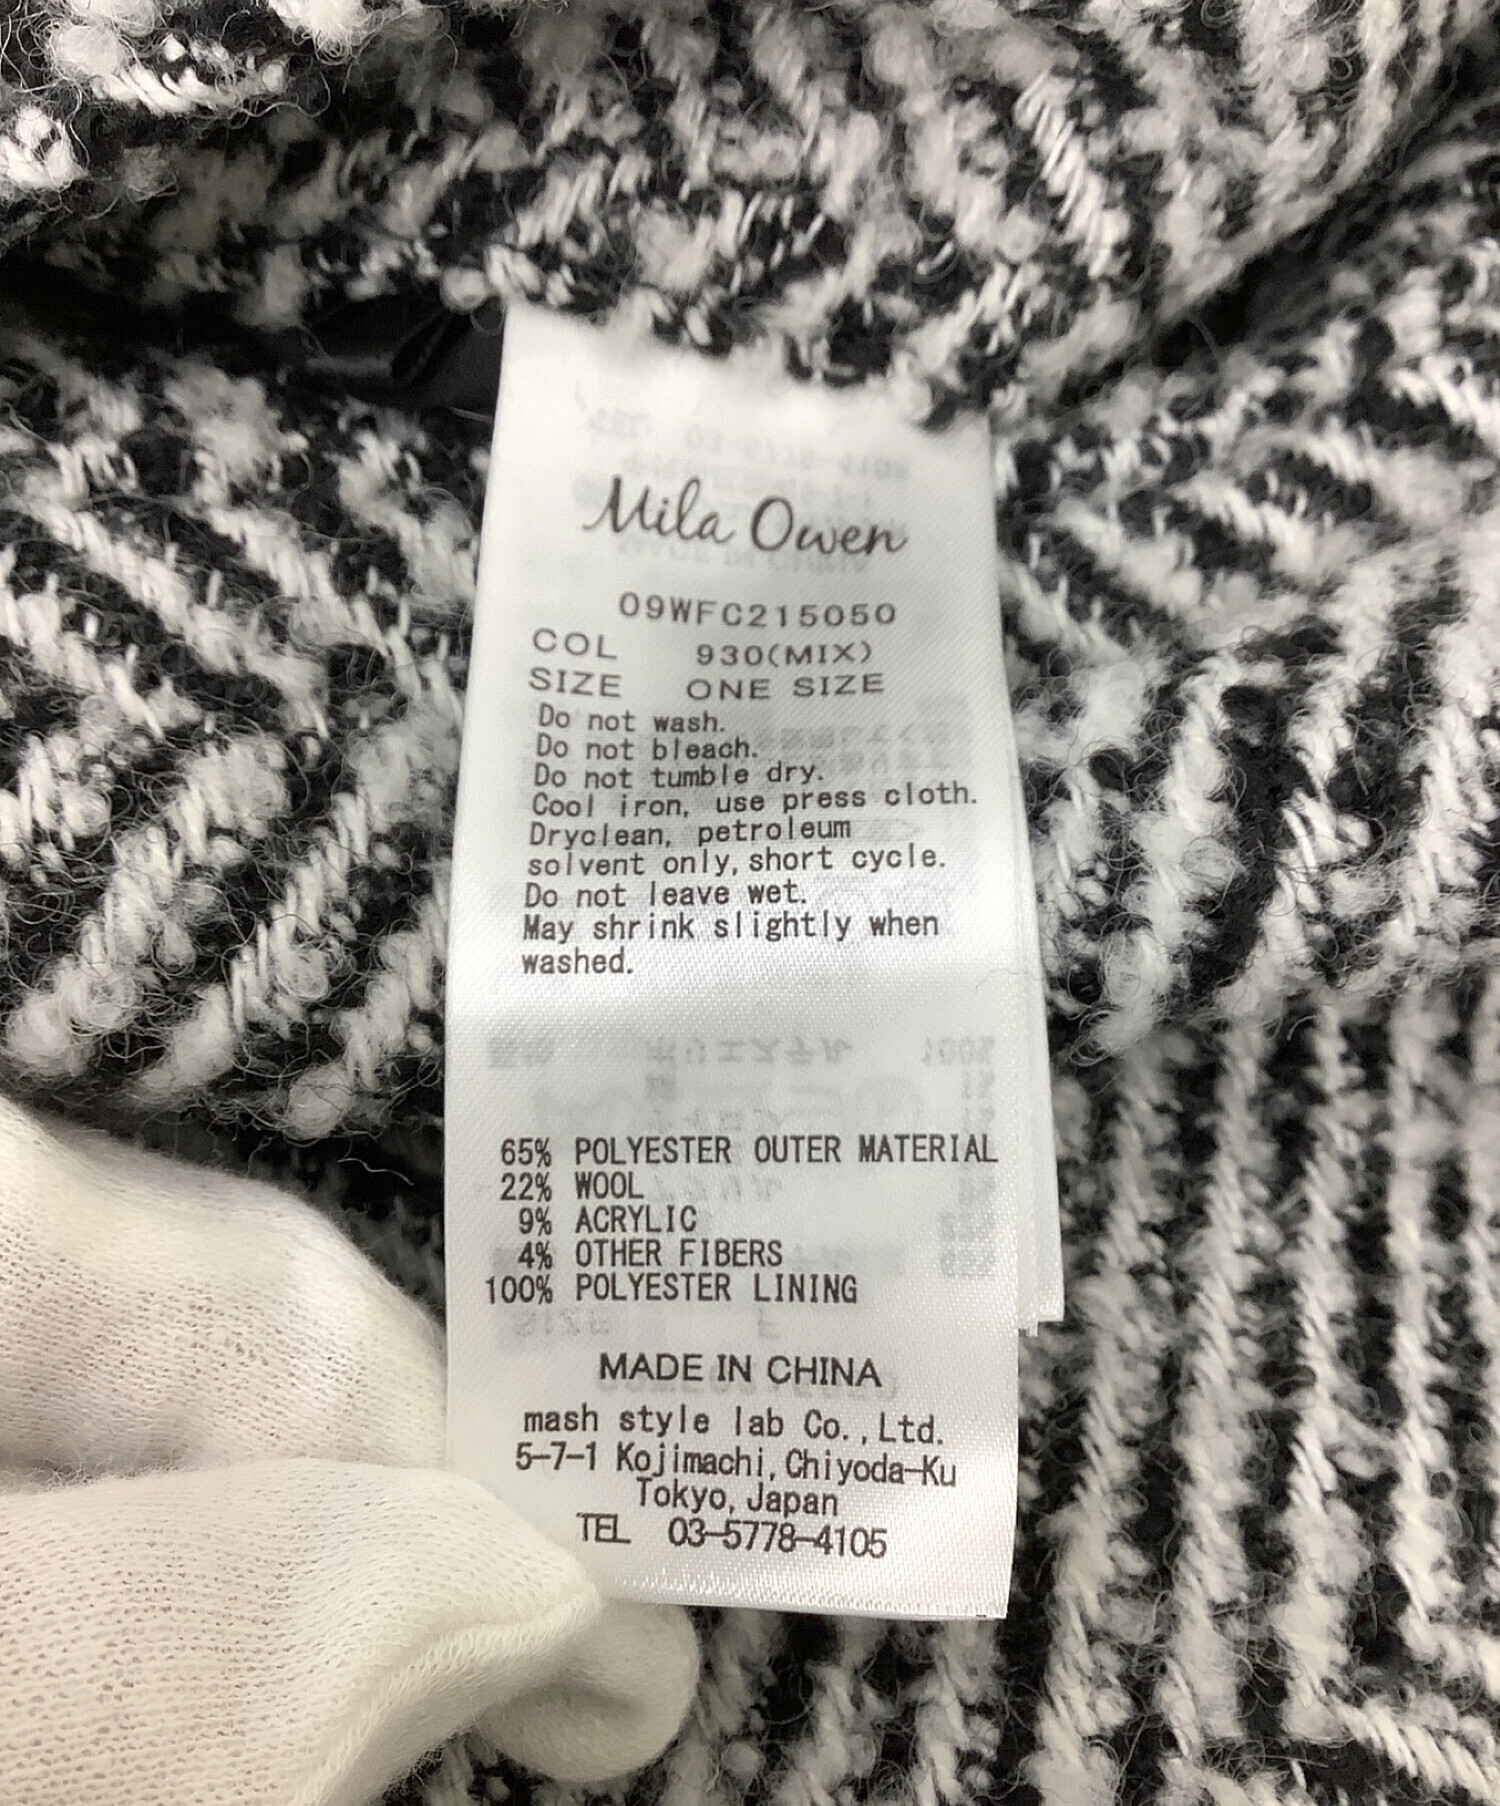 Mila Owen
09WFC215050
COL 930(MIX)
SIZE ONE SIZE
Do not wash.
Do not bleach.
Do not tumble dry.
Cool iron, use press cloth.
Dryclean, petroleum
solvent only, short cycle.
Do not leave wet.
May shrink slightly when
washed.
65% POLYESTER OUTER MATERIAL
22% WOOL
9% ACRYLIC
4% OTHER FIBERS
100% POLYESTER LINING
MADE IN CHINA
mash style lab Co., Ltd.
5-7-1 Kojimachi, Chiyoda-Ku
Tokyo, Japan
TEL 03-5778-4105